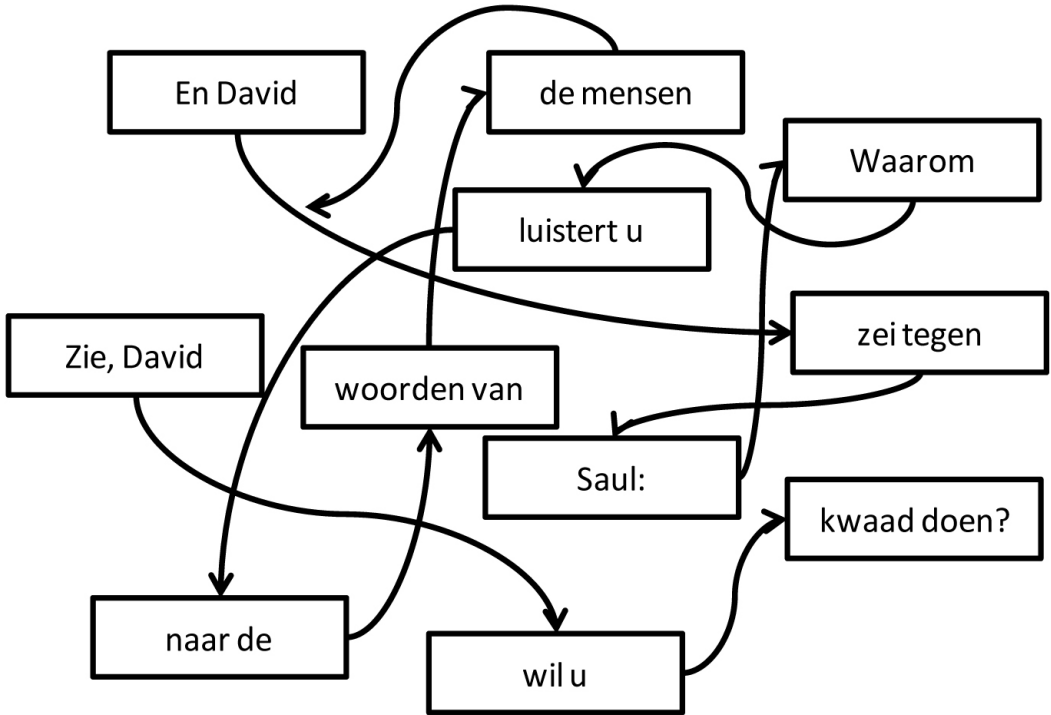 En David
de mensen
Waarom
luistert u
zei tegen
Zie, David
woorden van
Saul:
kwaad doen?
naar de
wil u